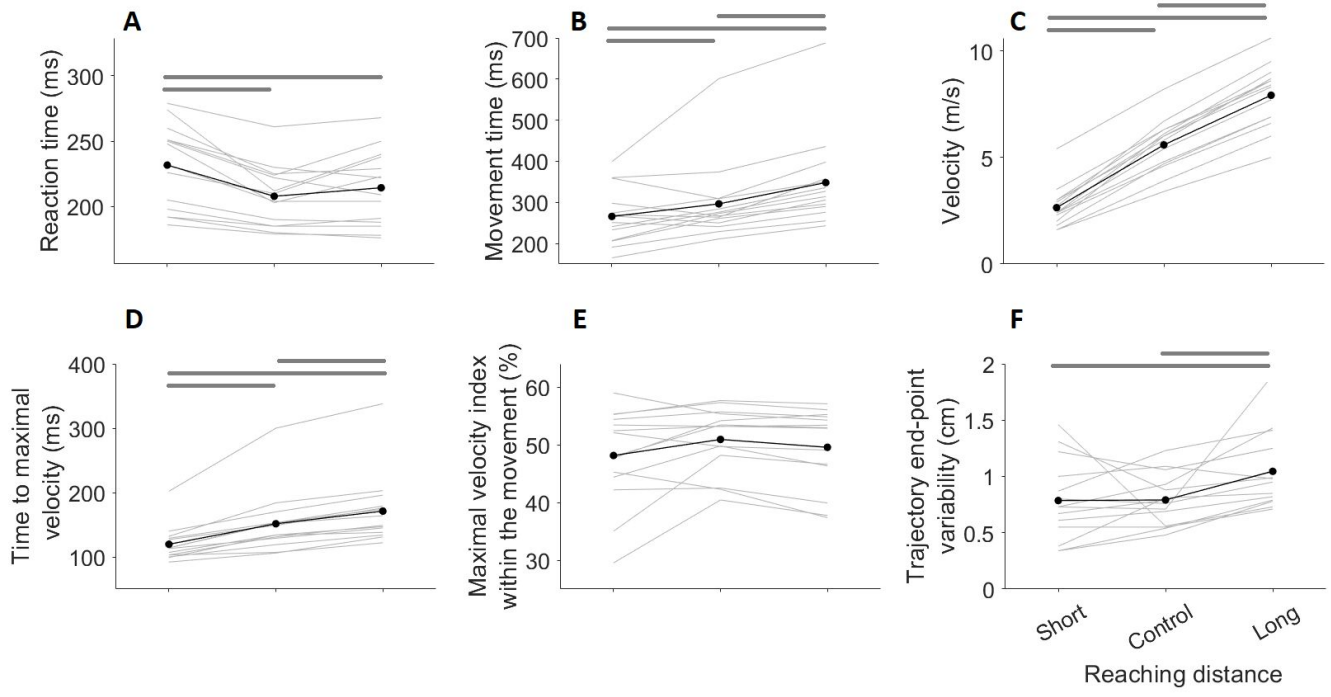 A
Reaction time (ms)
300
250
200
B
Movement time (ms)
700
600
500
400
300
200
C
Velocity (m/s)
10
5
0
D
Time to maximal
velocity (ms)
400
300
200
100
E
Maximal velocity index
within the movement (%)
60
50
40
30
F
Trajectory end-point
variability (cm)
2
1.5
1
0.5
0
Short
Control
Long
Reaching distance